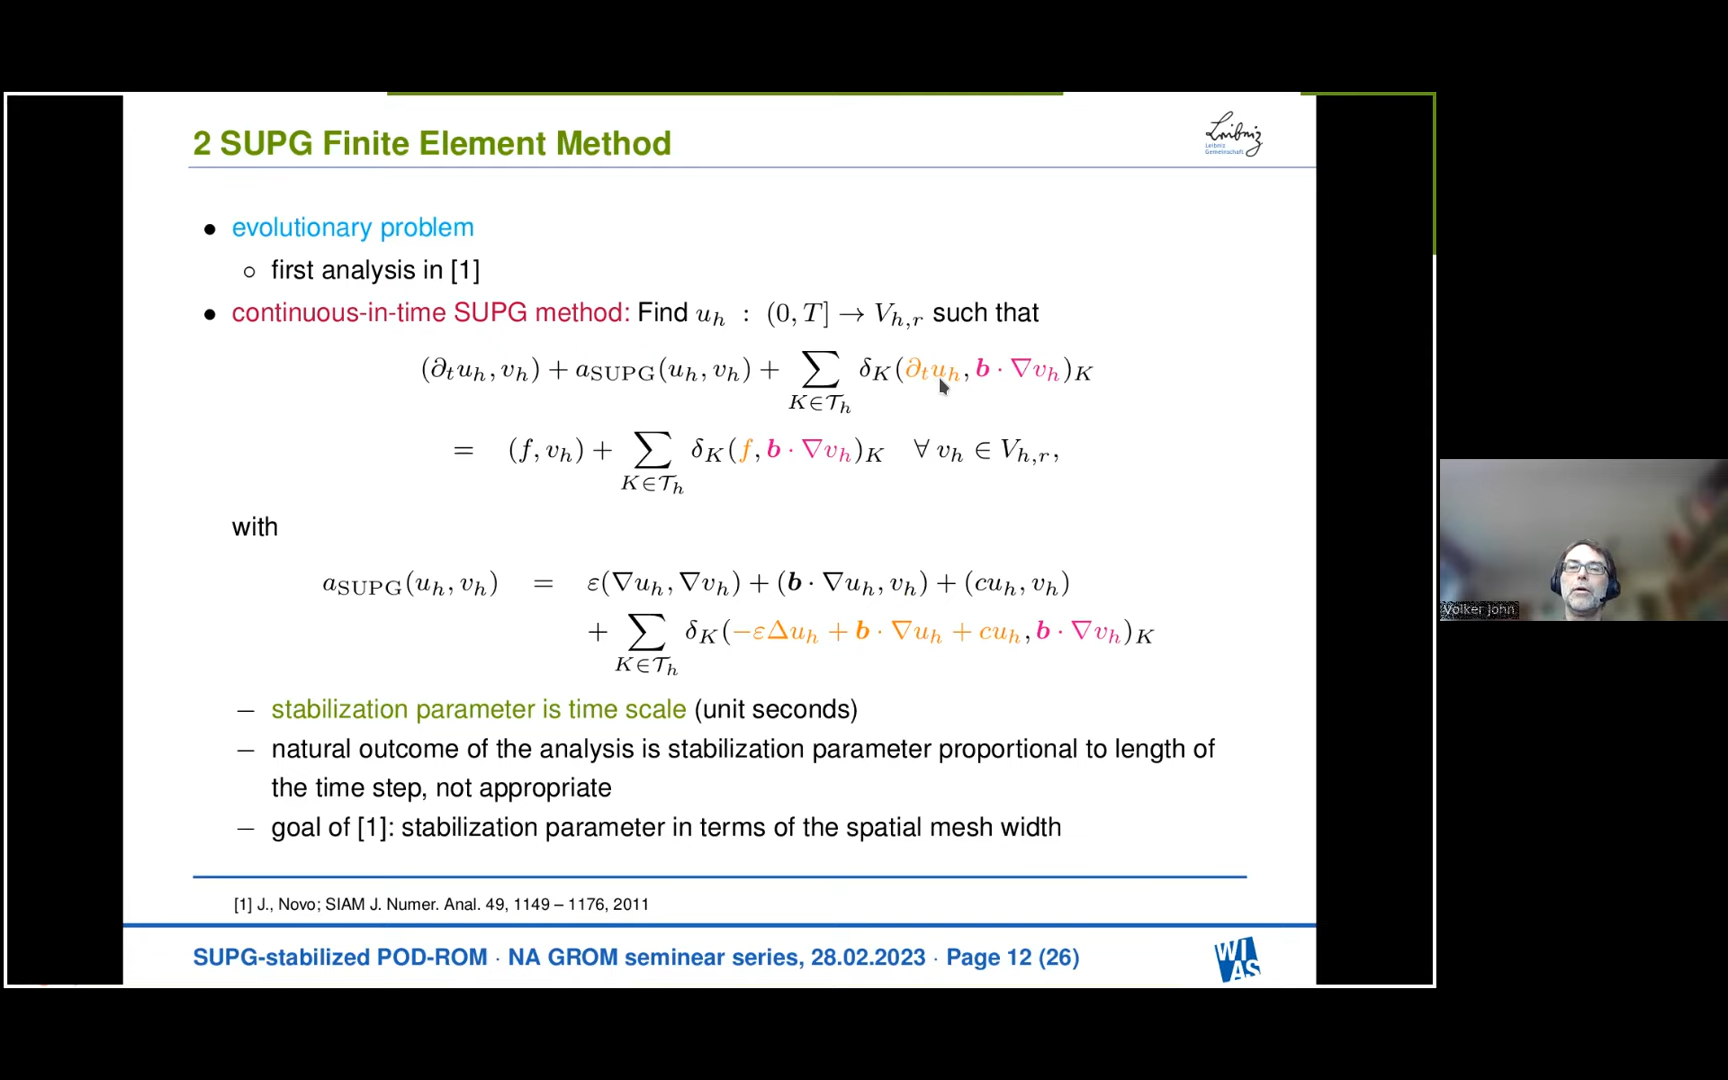 2 SUPG Finite Element Method
Leibniz
Leibniz
Gemeinschaft
● evolutionary problem
○ first analysis in [1]
● continuous-in-time SUPG method: Find u_h : (0, T] → V_{h,r} such that
(∂_t u_h, v_h) + a_SUPG(u_h, v_h) + ∑_{K∈𝒯_h} δ_K(∂_t u_h, b · ∇v_h)_K
= (f, v_h) + ∑_{K∈𝒯_h} δ_K(f, b · ∇v_h)_K ∀ v_h ∈ V_{h,r},
with
a_SUPG(u_h, v_h) = ε(∇u_h, ∇v_h) + (b · ∇u_h, v_h) + (cu_h, v_h)
+ ∑_{K∈𝒯_h} δ_K(−εΔu_h + b · ∇u_h + cu_h, b · ∇v_h)_K
– stabilization parameter is time scale (unit seconds)
– natural outcome of the analysis is stabilization parameter proportional to length of
the time step, not appropriate
– goal of [1]: stabilization parameter in terms of the spatial mesh width
[1] J., Novo; SIAM J. Numer. Anal. 49, 1149 – 1176, 2011
SUPG-stabilized POD-ROM · NA GROM seminear series, 28.02.2023 · Page 12 (26)
WI
AS
Volker John